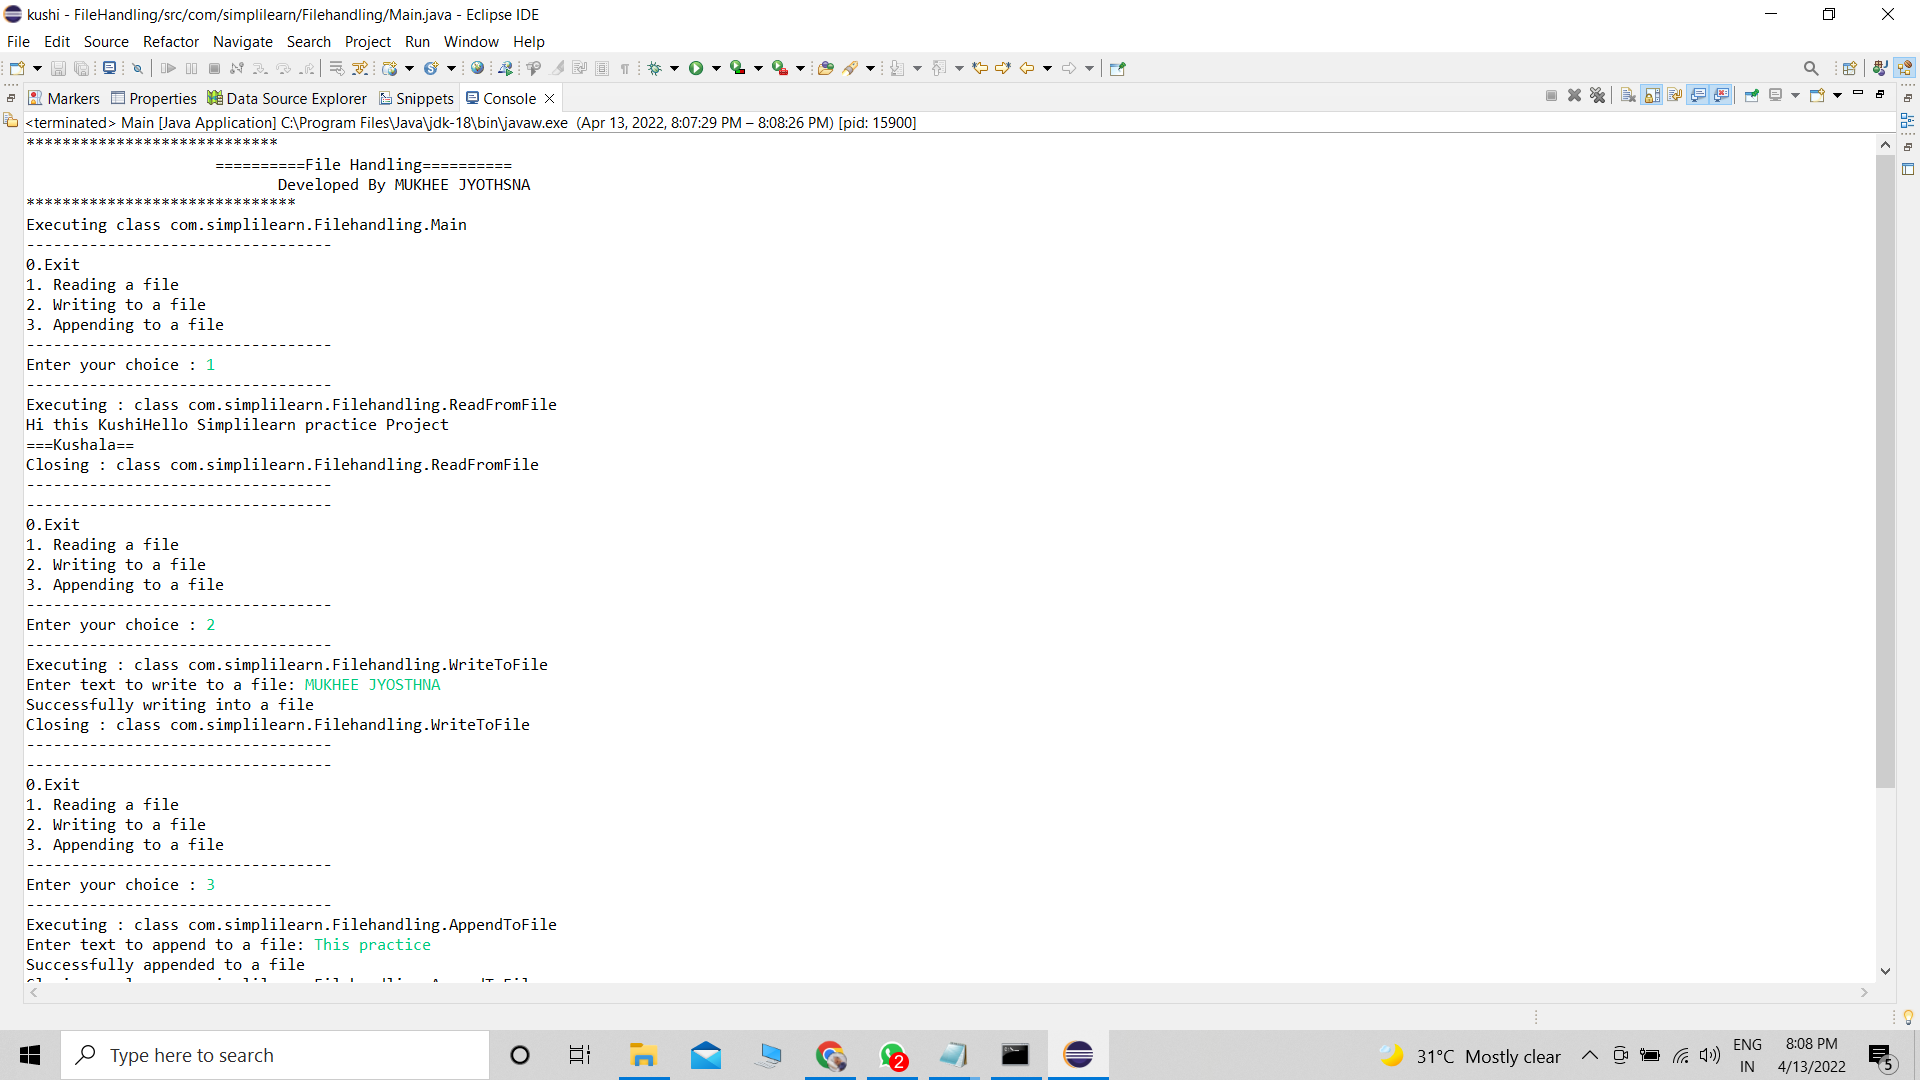 kushi - FileHandling/src/com/simplilearn/Filehandling/Main.java - Eclipse IDE
File Edit Source Refactor Navigate Search Project Run Window Help
Markers Properties Data Source Explorer Snippets Console
<terminated> Main [Java Application] C:\Program Files\Java\jdk-18\bin\javaw.exe (Apr 13, 2022, 8:07:29 PM – 8:08:26 PM) [pid: 15900]
****************************
==========File Handling==========
Developed By MUKHEE JYOTHSNA
******************************
Executing class com.simplilearn.Filehandling.Main
----------------------------------
0.Exit
1. Reading a file
2. Writing to a file
3. Appending to a file
----------------------------------
Enter your choice : 1
----------------------------------
Executing : class com.simplilearn.Filehandling.ReadFromFile
Hi this KushiHello Simplilearn practice Project
===Kushala==
Closing : class com.simplilearn.Filehandling.ReadFromFile
----------------------------------
----------------------------------
0.Exit
1. Reading a file
2. Writing to a file
3. Appending to a file
----------------------------------
Enter your choice : 2
----------------------------------
Executing : class com.simplilearn.Filehandling.WriteToFile
Enter text to write to a file: MUKHEE JYOSTHNA
Successfully writing into a file
Closing : class com.simplilearn.Filehandling.WriteToFile
----------------------------------
----------------------------------
0.Exit
1. Reading a file
2. Writing to a file
3. Appending to a file
----------------------------------
Enter your choice : 3
----------------------------------
Executing : class com.simplilearn.Filehandling.AppendToFile
Enter text to append to a file: This practice
Successfully appended to a file
Type here to search
2
31°C Mostly clear
ENG
IN
8:08 PM
4/13/2022
5